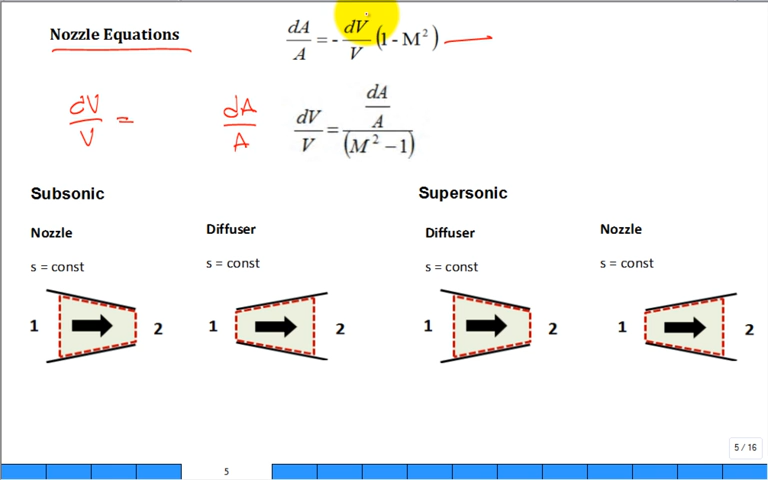 Nozzle Equations
dA/A = - dV/V (1 - M²)
dV/V = dA/A
dV/V = (dA/A)/(M² - 1)
Subsonic Supersonic
Nozzle Diffuser Diffuser Nozzle
s = const s = const s = const s = const
1 2 1 2 1 2 1 2
5 / 16
5